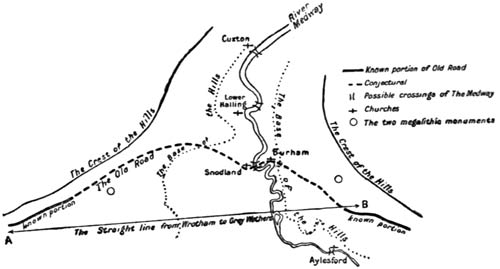 River
Medway
Cuxton
Known portion of Old Road
Conjectural
Possible crossings of The Medway
Churches
The two megalithic monuments
The Crest of the Hills
The Base of the Hills
Lower
Halling
The Base of the Hills
The Crest of the Hills
The Old Road
Snodland
Burham
known portion
known portion
A
B
The Straight line from Wrotham to Grey Wethers
Aylesford